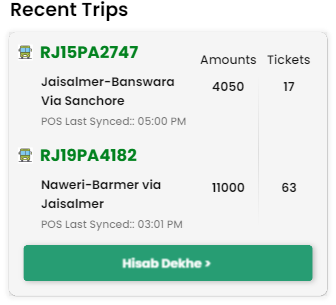 Recent Trips
RJ15PA2747
Amounts Tickets
Jaisalmer-Banswara
Via Sanchore
4050 17
POS Last Synced:: 05:00 PM
RJ19PA4182
Naweri-Barmer via
Jaisalmer
11000 63
POS Last Synced:: 03:01 PM
Hisab Dekhe >